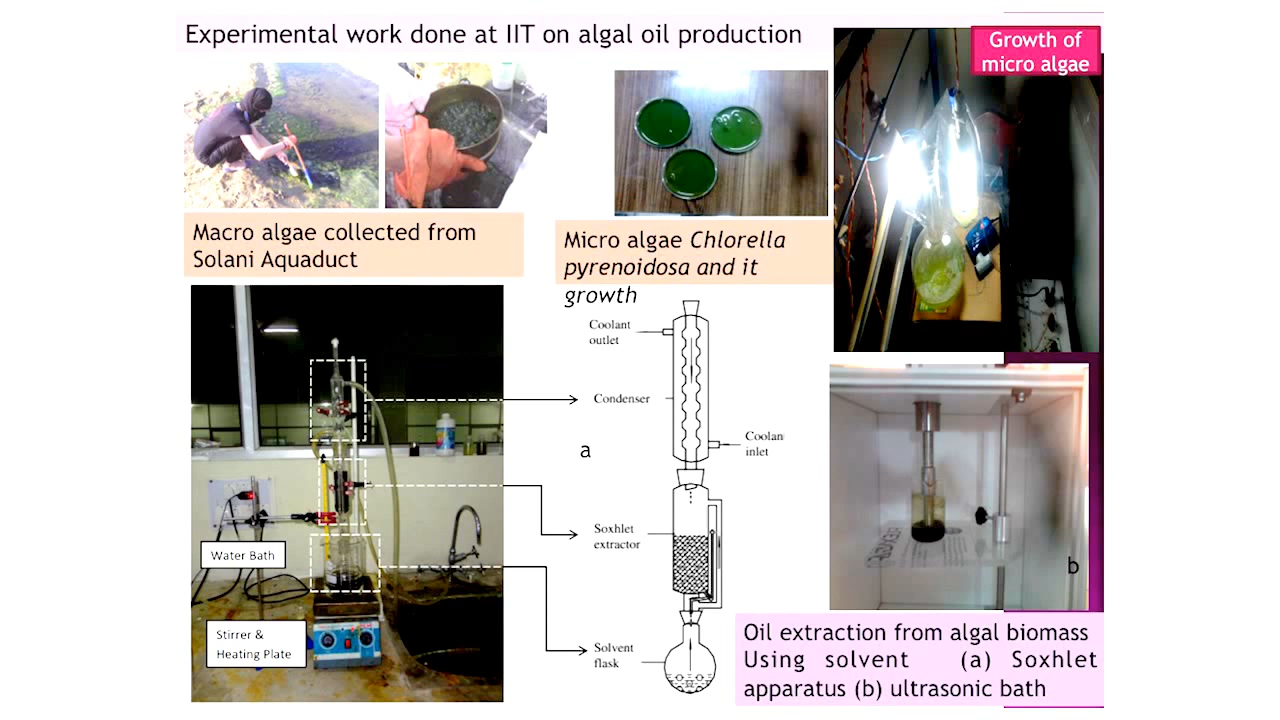 Experimental work done at IIT on algal oil production
Growth of
micro algae
Macro algae collected from
Solani Aquaduct
Micro algae Chlorella
pyrenoidosa and it
growth
Coolant
outlet
Condenser
Coolan
inlet
a
Soxhlet
extractor
Solvent
flask
Water Bath
Stirrer &
Heating Plate
b
Oil extraction from algal biomass
Using solvent (a) Soxhlet
apparatus (b) ultrasonic bath